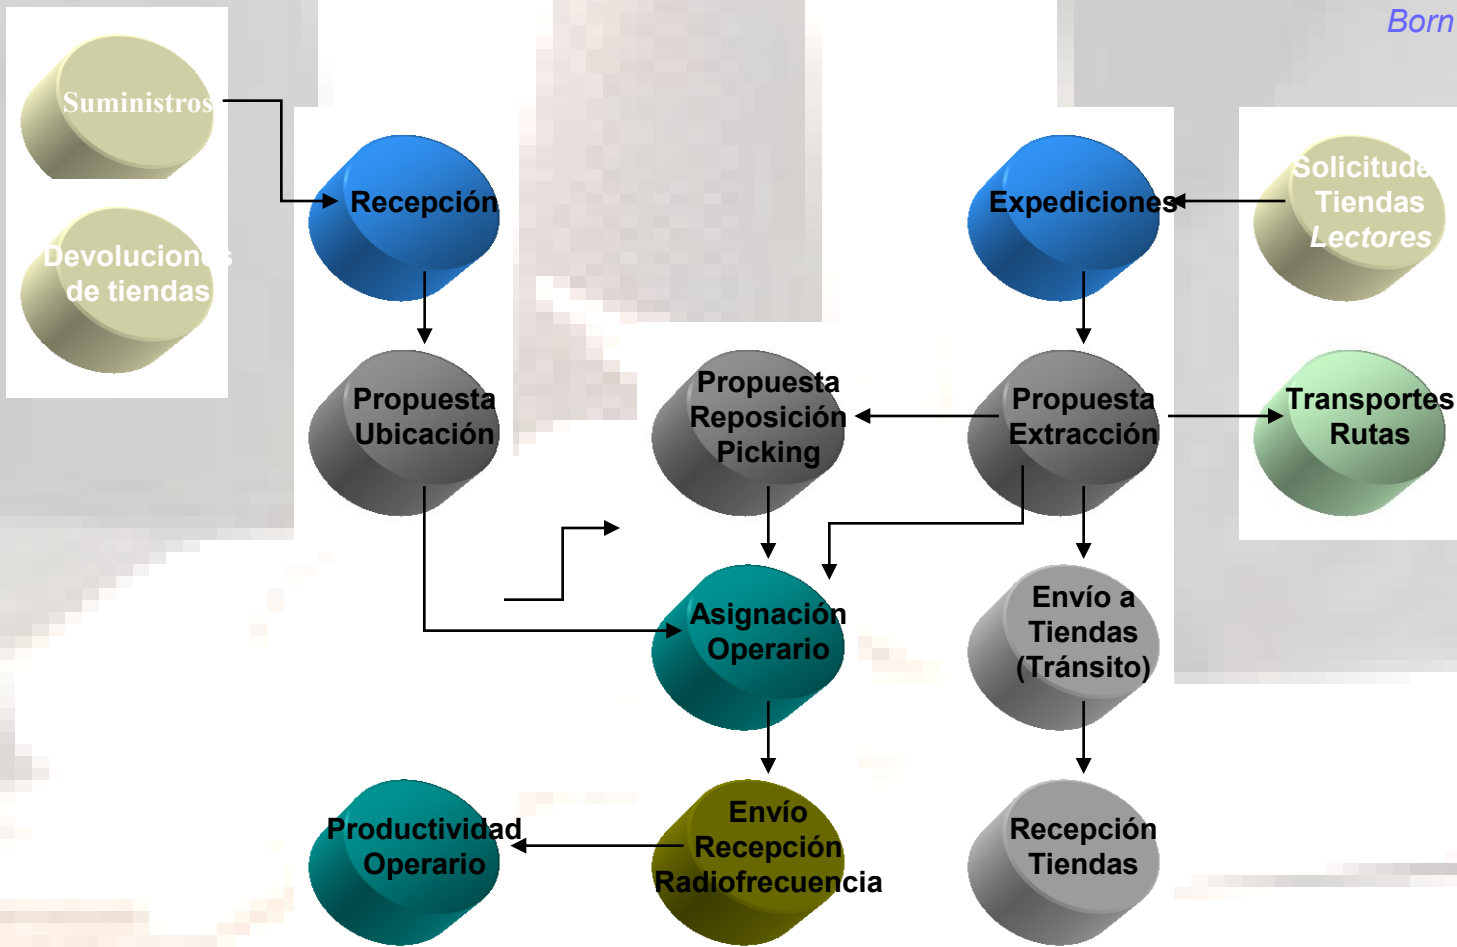 Born
Suministros
Devoluciones
de tiendas
Recepción
Expediciones
Solicitudes
Tiendas
Lectores
Propuesta
Ubicación
Propuesta
Reposición
Picking
Propuesta
Extracción
Transportes
Rutas
Asignación
Operario
Envío a
Tiendas
(Tránsito)
Productividad
Operario
Envío
Recepción
Radiofrecuencia
Recepción
Tiendas